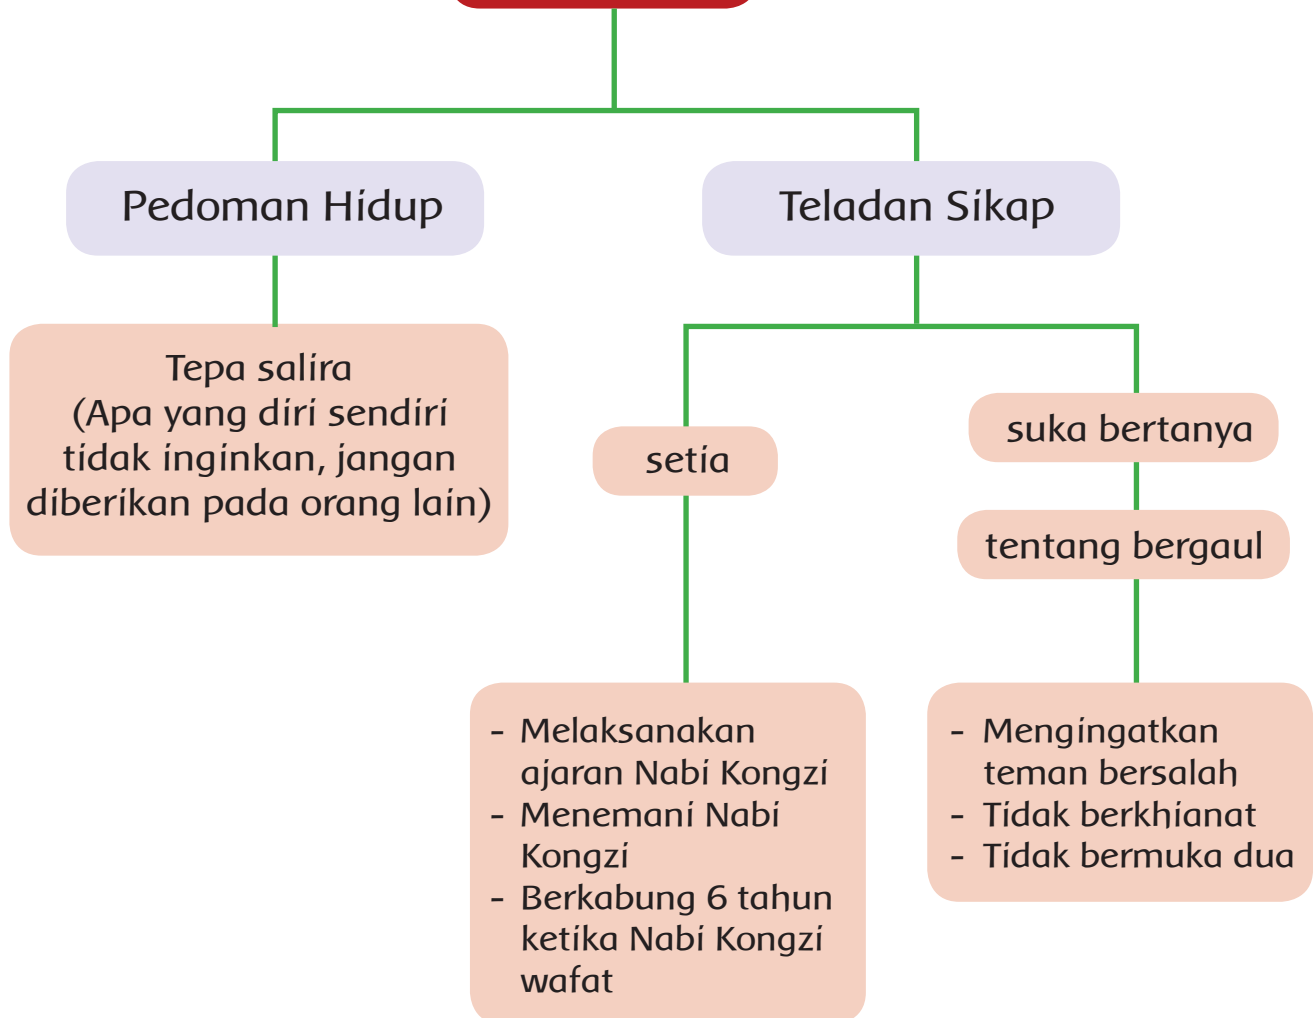 Pedoman Hidup
Teladan Sikap
Tepa salira
(Apa yang diri sendiri
tidak inginkan, jangan
diberikan pada orang lain)
setia
suka bertanya
tentang bergaul
- Melaksanakan
ajaran Nabi Kongzi
- Menemani Nabi
Kongzi
- Berkabung 6 tahun
ketika Nabi Kongzi
wafat
- Mengingatkan
teman bersalah
- Tidak berkhianat
- Tidak bermuka dua